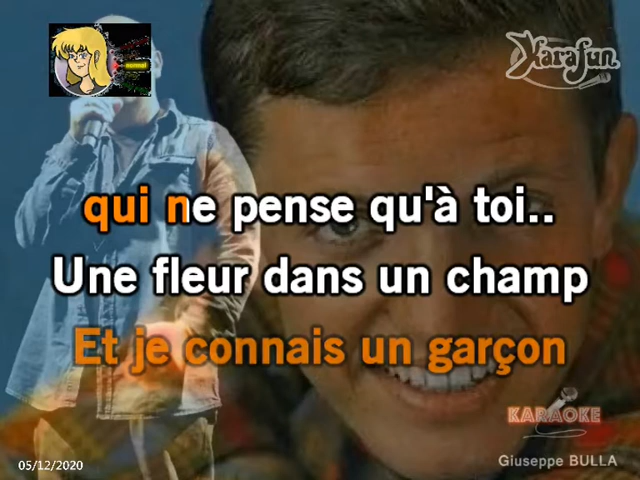 Karafun
normal
qui ne pense qu'à toi..
Une fleur dans un champ
Et je connais un garçon
KARAOKE
05/12/2020
Giuseppe BULLA